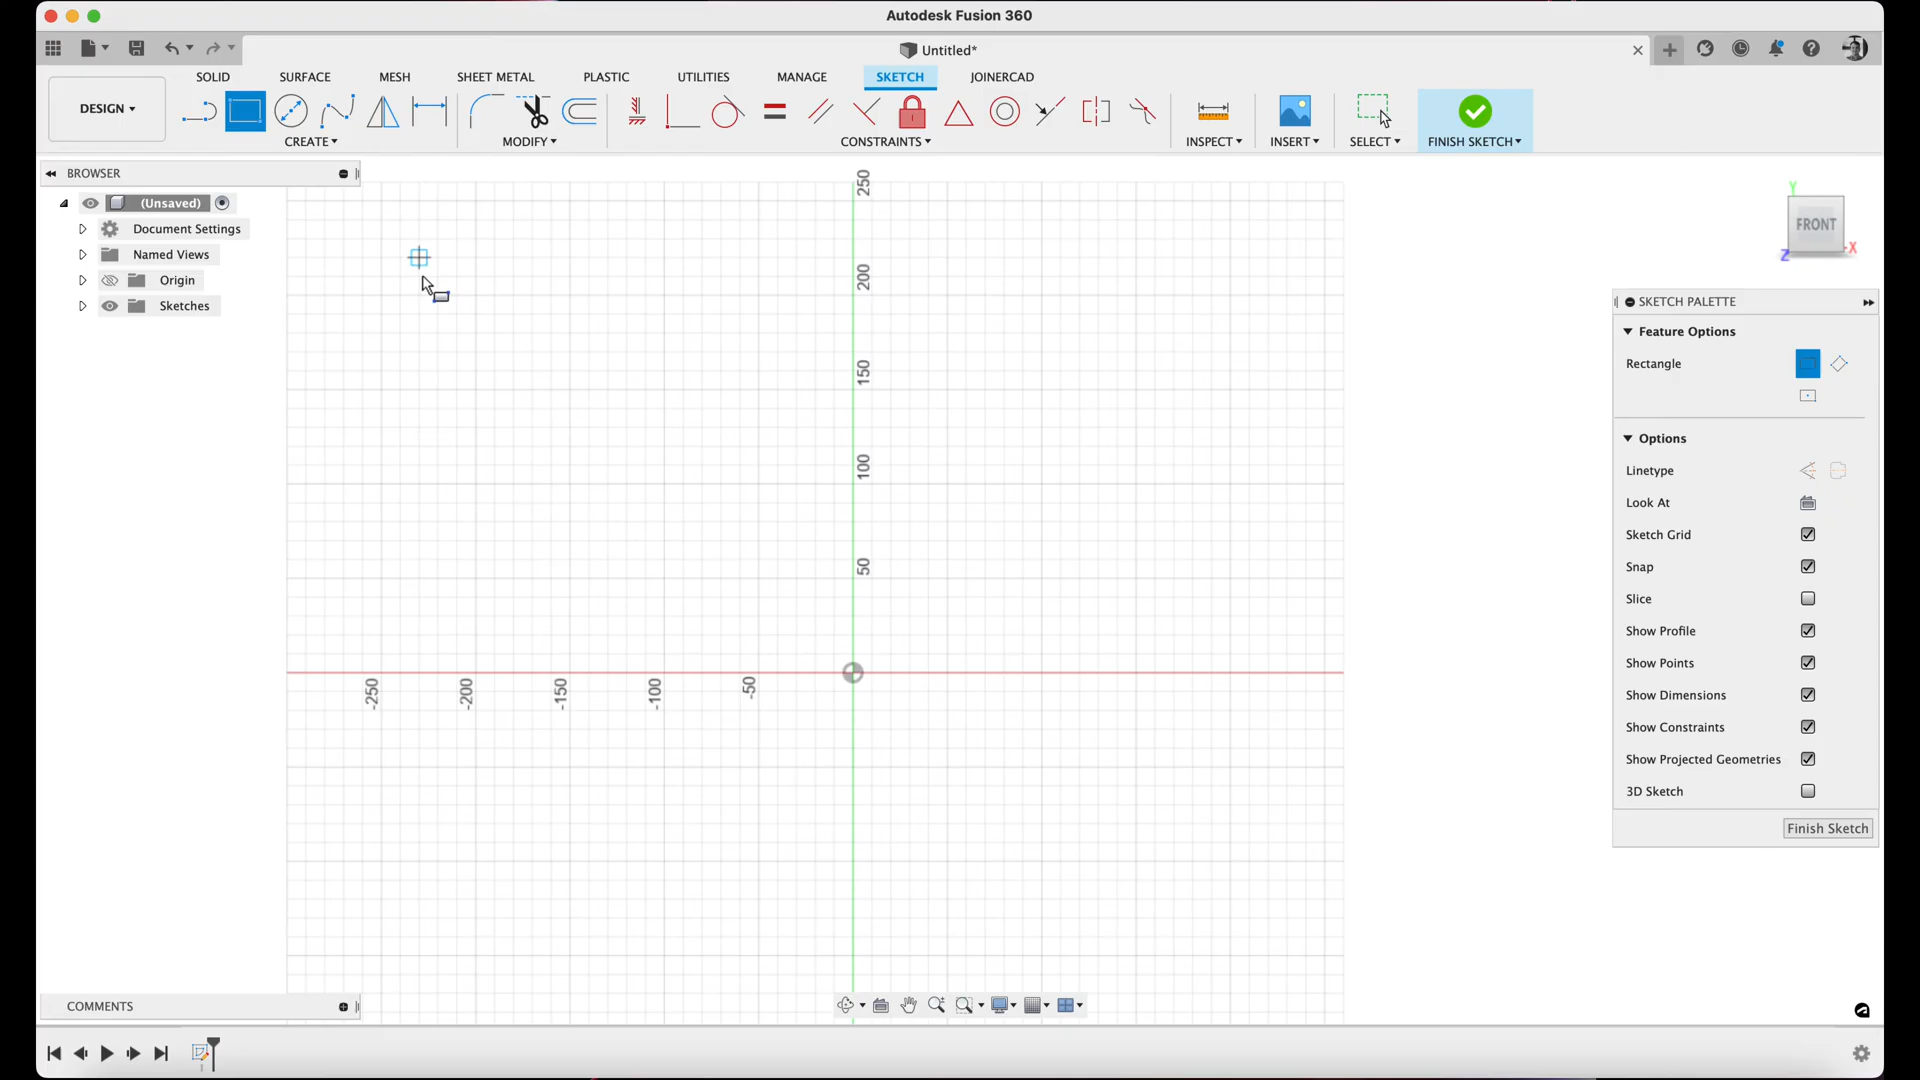 Autodesk Fusion 360
Untitled*
SOLID
SURFACE
MESH
SHEET METAL
PLASTIC
UTILITIES
MANAGE
SKETCH
JOINERCAD
DESIGN
CREATE
MODIFY
CONSTRAINTS
INSPECT
INSERT
SELECT
FINISH SKETCH
BROWSER
(Unsaved)
Document Settings
Named Views
Origin
Sketches
250
200
150
100
50
-250
-200
-150
-100
-50
FRONT
Y
Z
X
SKETCH PALETTE
Feature Options
Rectangle
Options
Linetype
Look At
Sketch Grid
Snap
Slice
Show Profile
Show Points
Show Dimensions
Show Constraints
Show Projected Geometries
3D Sketch
Finish Sketch
COMMENTS